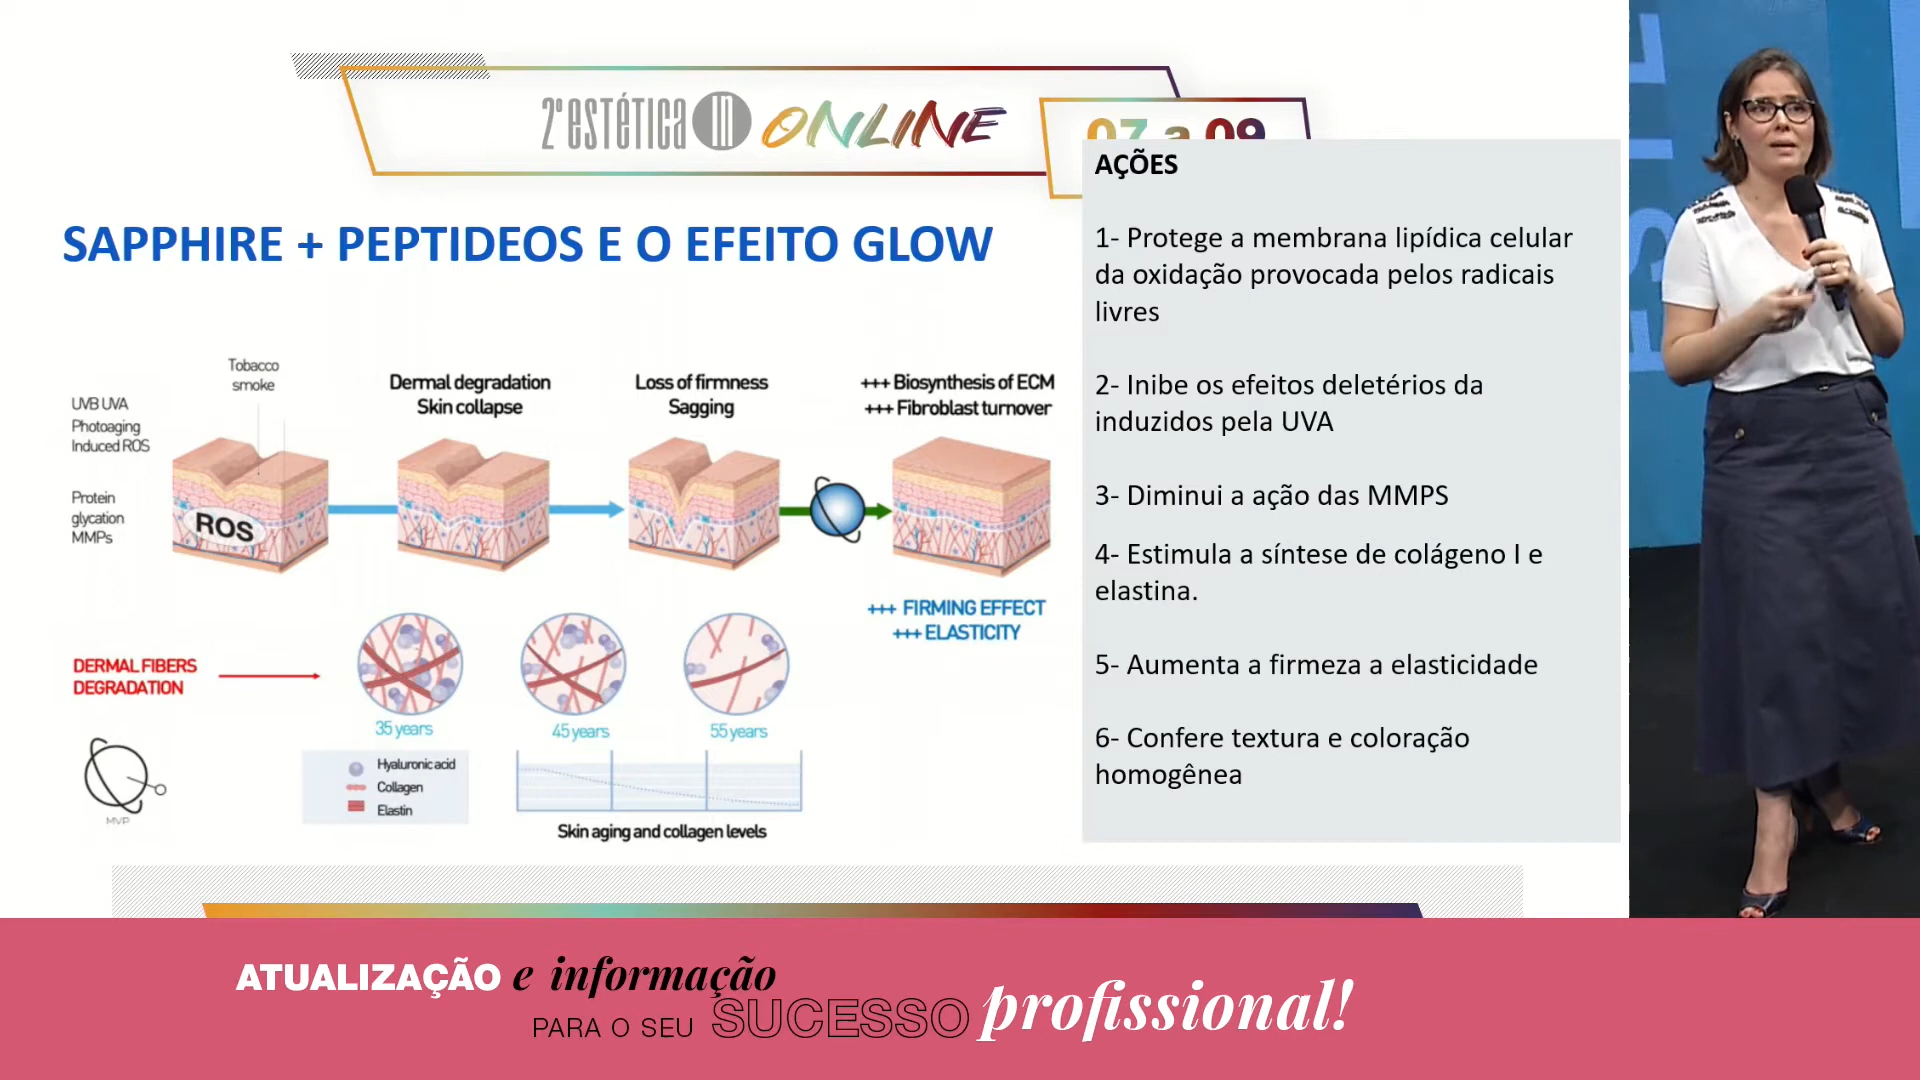 2ª estética IN ONLINE
07 a 09
SAPPHIRE + PEPTIDEOS E O EFEITO GLOW
Tobacco
smoke
UVB UVA
Photoaging
Induced ROS
Protein
glycation
MMPs
ROS
Dermal degradation
Skin collapse
Loss of firmness
Sagging
+++ Biosynthesis of ECM
+++ Fibroblast turnover
+++ FIRMING EFFECT
+++ ELASTICITY
DERMAL FIBERS
DEGRADATION
35 years
45 years
55 years
MVP
Hyaluronic acid
Collagen
Elastin
Skin aging and collagen levels
AÇÕES
1- Protege a membrana lipídica celular
da oxidação provocada pelos radicais
livres
2- Inibe os efeitos deletérios da
induzidos pela UVA
3- Diminui a ação das MMPS
4- Estimula a síntese de colágeno I e
elastina.
5- Aumenta a firmeza a elasticidade
6- Confere textura e coloração
homogênea
ATUALIZAÇÃO e informação
PARA O SEU SUCESSO profissional!